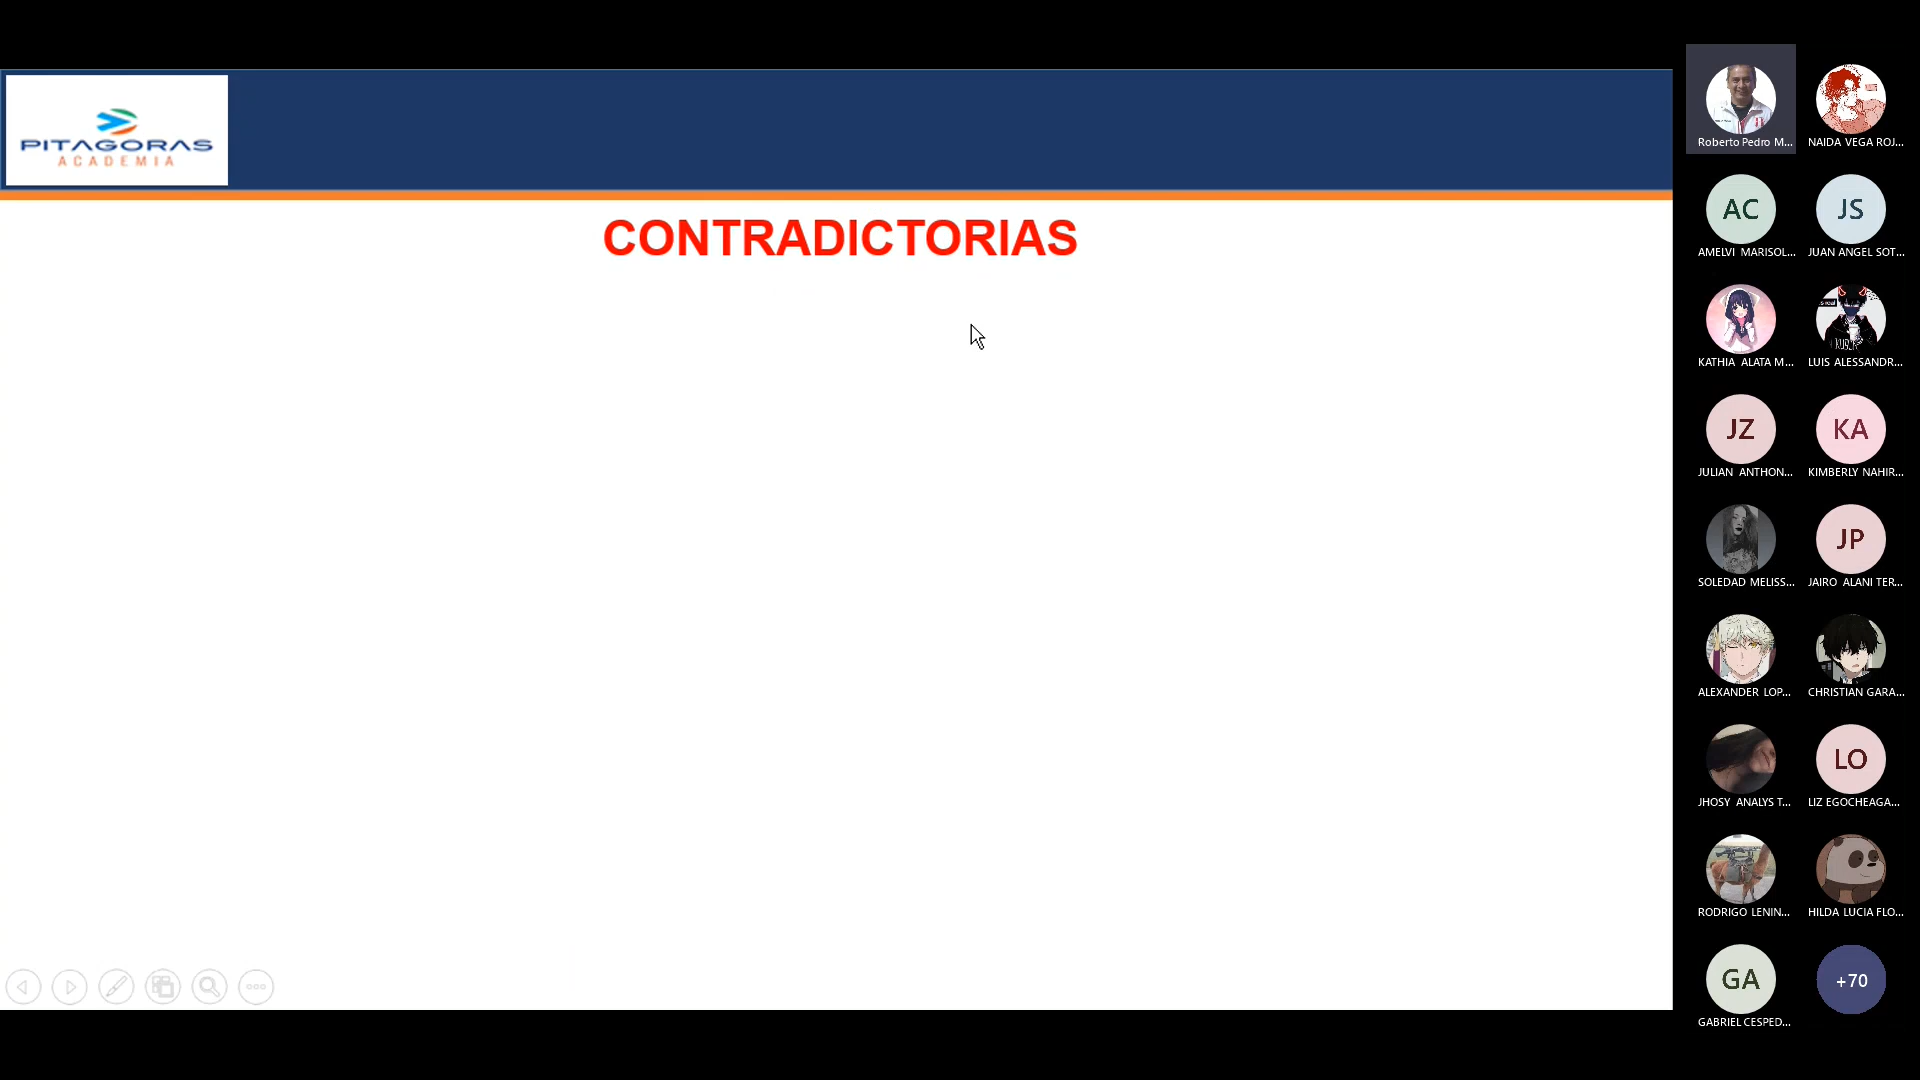 PITAGORAS
ACADEMIA
CONTRADICTORIAS
Roberto Pedro M...
NAIDA VEGA ROJ...
AC
AMELVI MARISOL...
JS
JUAN ANGEL SOT...
KATHIA ALATA M...
LUIS ALESSANDR...
JZ
JULIAN ANTHON...
KA
KIMBERLY NAHIR...
SOLEDAD MELISS...
JP
JAIRO ALANI TER...
ALEXANDER LOP...
CHRISTIAN GARA...
JHOSY ANALYS T...
LO
LIZ EGOCHEAGA...
RODRIGO LENIN...
HILDA LUCIA FLO...
GA
GABRIEL CESPED...
+70